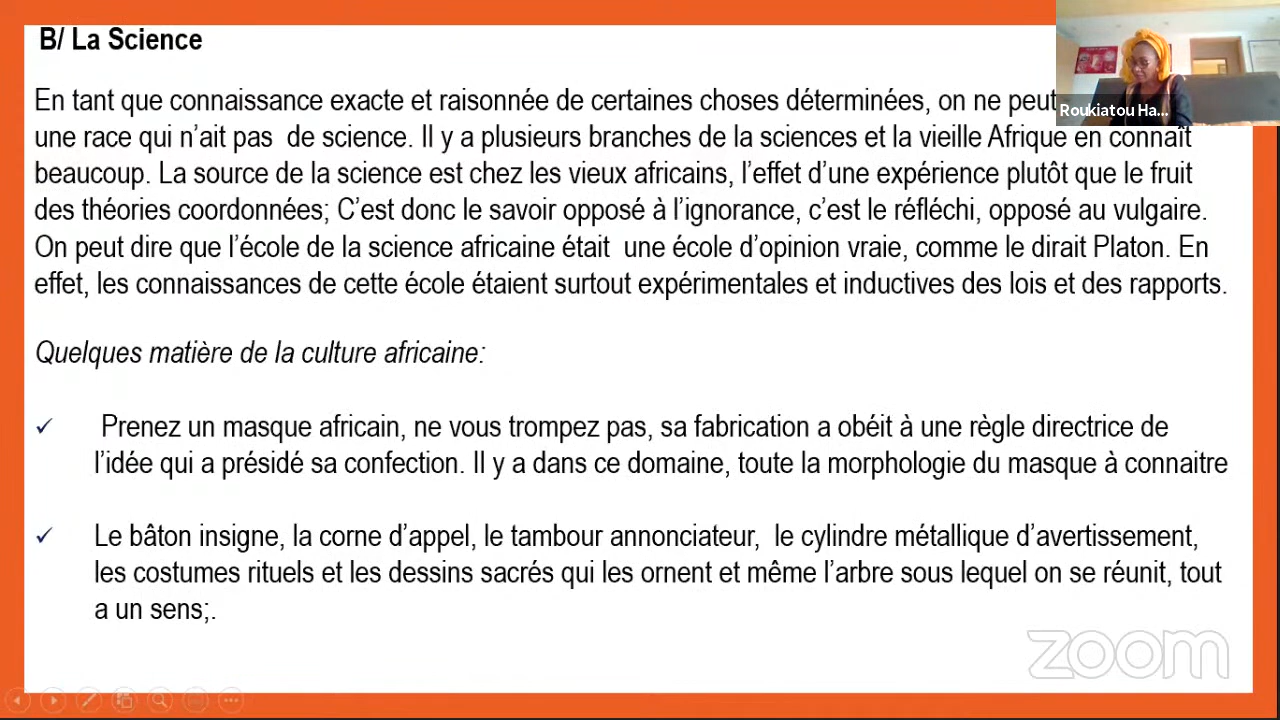 B/ La Science
En tant que connaissance exacte et raisonnée de certaines choses déterminées, on ne peut
une race qui n’ait pas de science. Il y a plusieurs branches de la sciences et la vieille Afrique en connaît
beaucoup. La source de la science est chez les vieux africains, l’effet d’une expérience plutôt que le fruit
des théories coordonnées; C’est donc le savoir opposé à l’ignorance, c’est le réfléchi, opposé au vulgaire.
On peut dire que l’école de la science africaine était une école d’opinion vraie, comme le dirait Platon. En
effet, les connaissances de cette école étaient surtout expérimentales et inductives des lois et des rapports.
Quelques matière de la culture africaine:
✓ Prenez un masque africain, ne vous trompez pas, sa fabrication a obéit à une règle directrice de
l’idée qui a présidé sa confection. Il y a dans ce domaine, toute la morphologie du masque à connaitre
✓ Le bâton insigne, la corne d’appel, le tambour annonciateur, le cylindre métallique d’avertissement,
les costumes rituels et les dessins sacrés qui les ornent et même l’arbre sous lequel on se réunit, tout
a un sens;.
Roukiatou Ha...
zoom